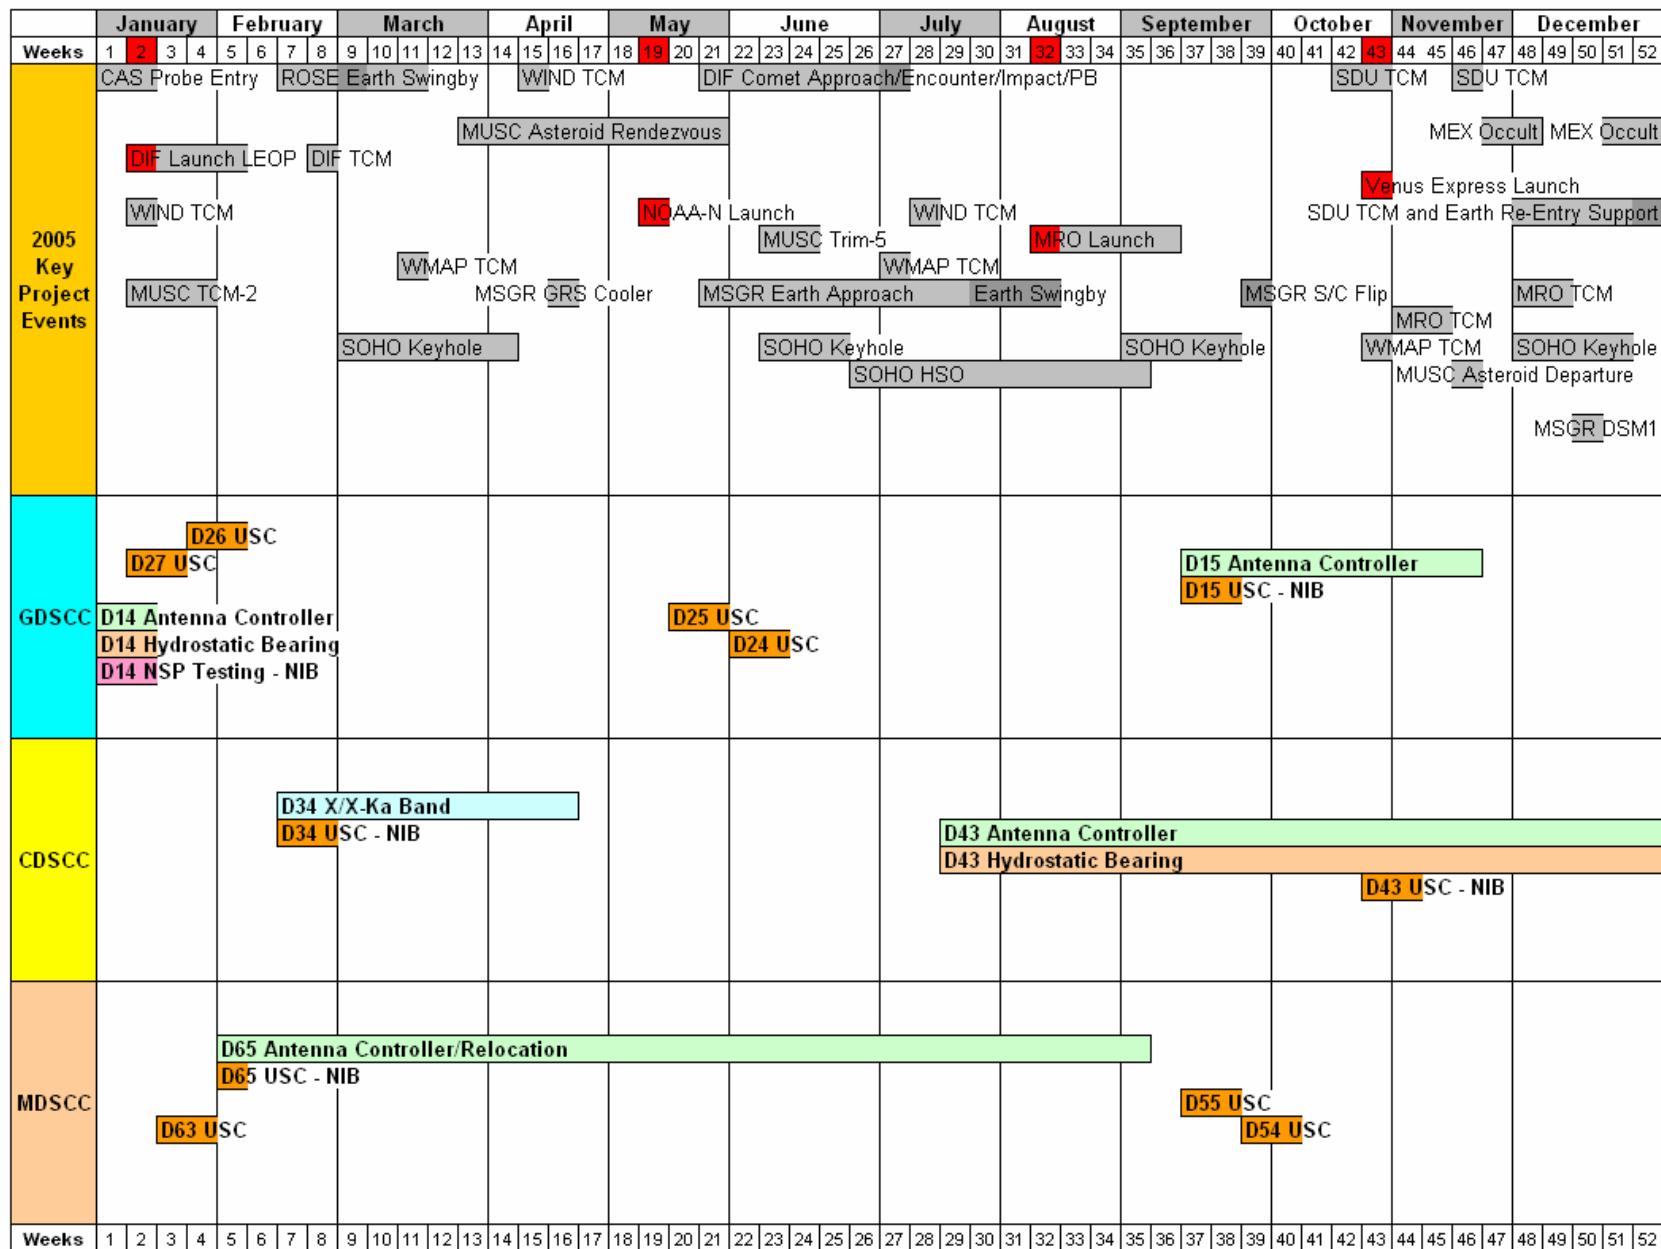 January February March April May June July August September October November December
Weeks 1 2 3 4 5 6 7 8 9 10 11 12 13 14 15 16 17 18 19 20 21 22 23 24 25 26 27 28 29 30 31 32 33 34 35 36 37 38 39 40 41 42 43 44 45 46 47 48 49 50 51 52
2005
Key
Project
Events
CAS Probe Entry ROSE Earth Swingby WIND TCM DIF Comet Approach/Encounter/Impact/PB SDU TCM SDU TCM
MUSC Asteroid Rendezvous MEX Occult MEX Occult
DIF Launch LEOP DIF TCM
Venus Express Launch
WIND TCM NOAA-N Launch WIND TCM SDU TCM and Earth Re-Entry Support
MUSC Trim-5 MRO Launch
WMAP TCM WMAP TCM
MUSC TCM-2 MSGR GRS Cooler MSGR Earth Approach Earth Swingby MSGR S/C Flip MRO TCM
MRO TCM
SOHO Keyhole SOHO Keyhole SOHO Keyhole WMAP TCM SOHO Keyhole
SOHO HSO MUSC Asteroid Departure
MSGR DSM1
GDSCC
D26 USC
D27 USC D15 Antenna Controller
D15 USC - NIB
D14 Antenna Controller D25 USC
D14 Hydrostatic Bearing D24 USC
D14 NSP Testing - NIB
CDSCC
D34 X/X-Ka Band
D34 USC - NIB D43 Antenna Controller
D43 Hydrostatic Bearing
D43 USC - NIB
MDSCC
D65 Antenna Controller/Relocation
D65 USC - NIB
D55 USC
D63 USC D54 USC
Weeks 1 2 3 4 5 6 7 8 9 10 11 12 13 14 15 16 17 18 19 20 21 22 23 24 25 26 27 28 29 30 31 32 33 34 35 36 37 38 39 40 41 42 43 44 45 46 47 48 49 50 51 52